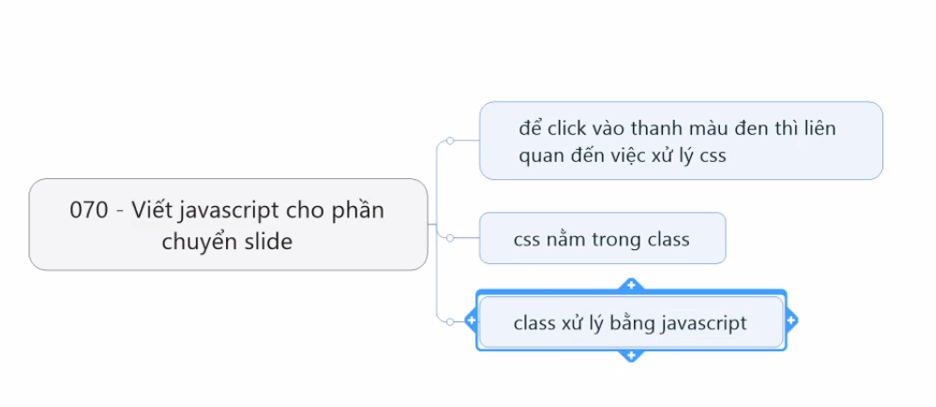 070 - Viết javascript cho phần
chuyển slide
để click vào thanh màu đen thì liên
quan đến việc xử lý css
css nằm trong class
class xử lý bằng javascript